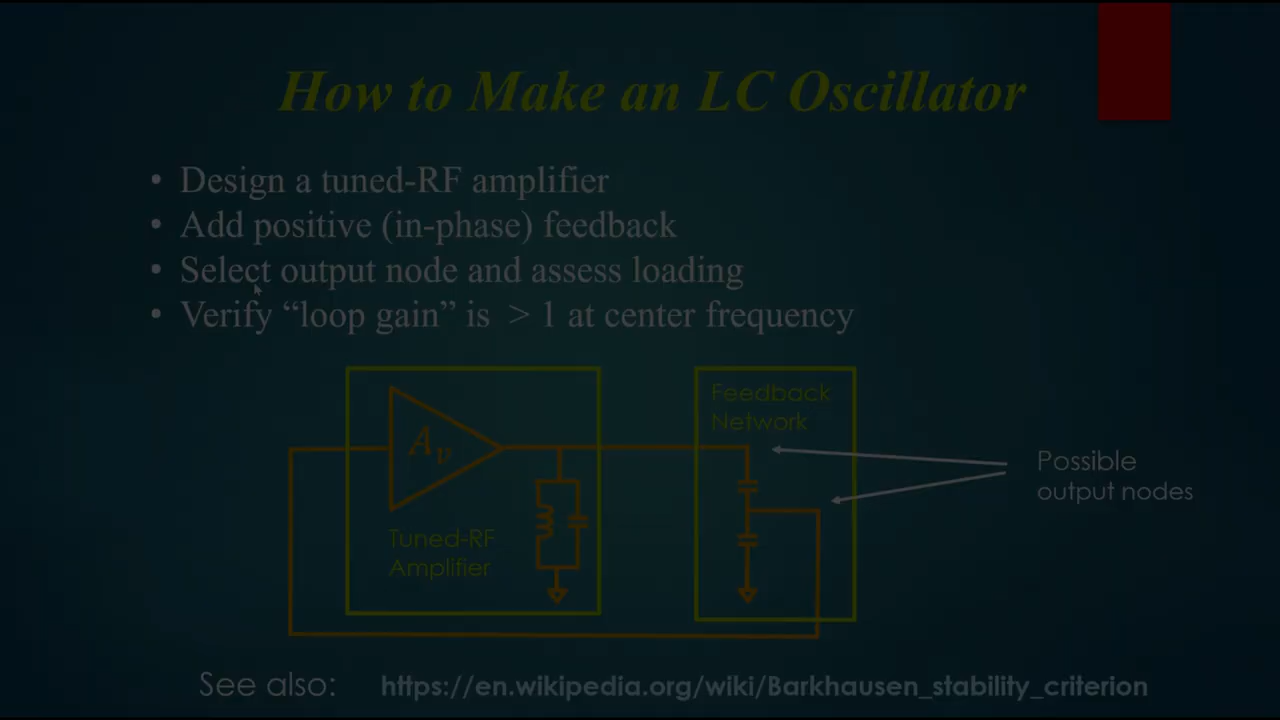 How to Make an LC Oscillator
• Design a tuned-RF amplifier
• Add positive (in-phase) feedback
• Select output node and assess loading
• Verify “loop gain” is > 1 at center frequency
Feedback
Network
Av
Possible
output nodes
Tuned-RF
Amplifier
See also: https://en.wikipedia.org/wiki/Barkhausen_stability_criterion